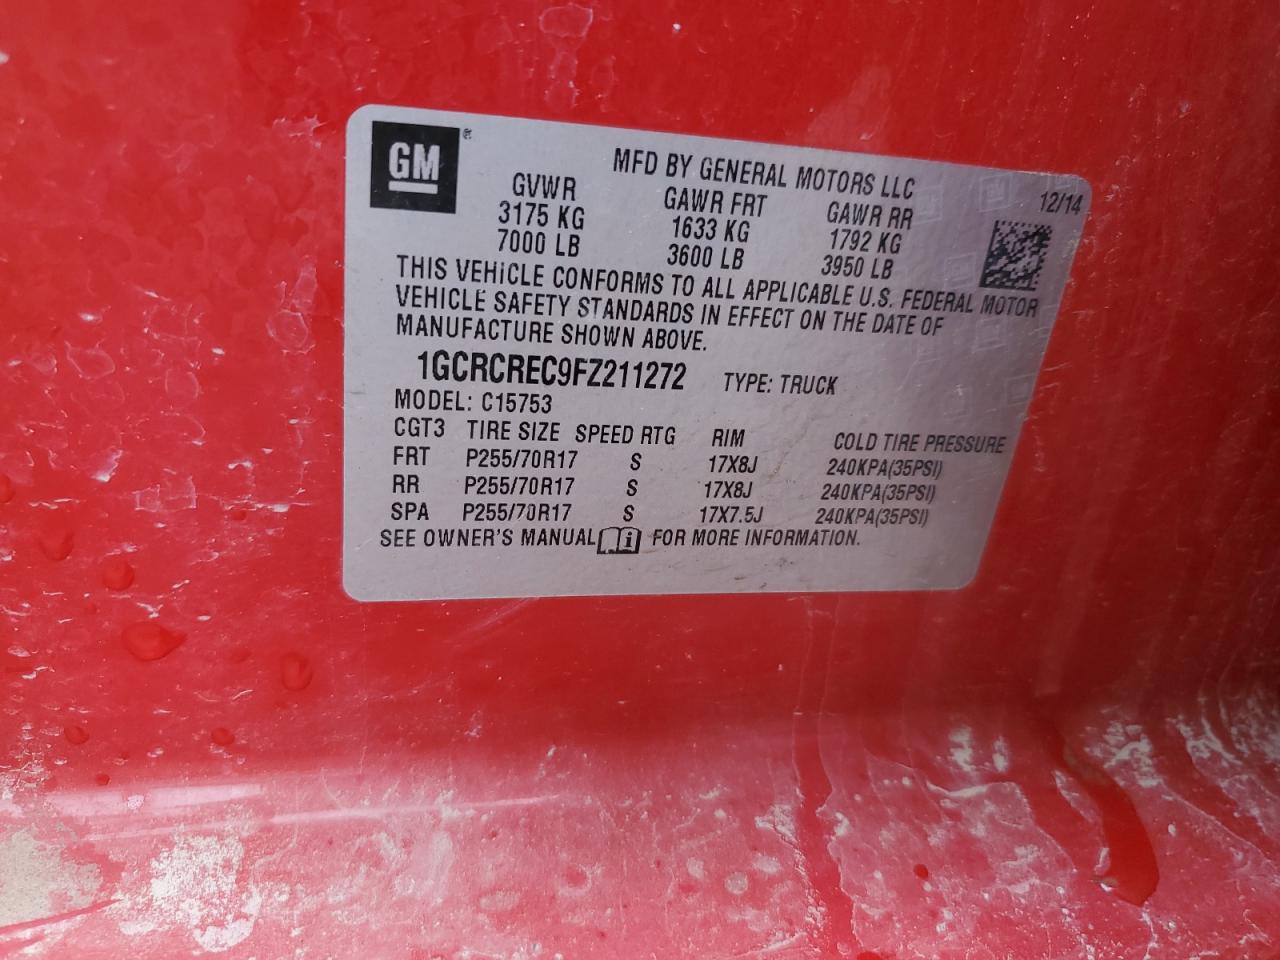 GM®
MFD BY GENERAL MOTORS LLC
12/14
GVWR GAWR FRT GAWR RR
3175 KG 1633 KG 1792 KG
7000 LB 3600 LB 3950 LB
THIS VEHICLE CONFORMS TO ALL APPLICABLE U.S. FEDERAL MOTOR
VEHICLE SAFETY STANDARDS IN EFFECT ON THE DATE OF
MANUFACTURE SHOWN ABOVE.
1GCRCREC9FZ211272 TYPE: TRUCK
MODEL: C15753
CGT3 TIRE SIZE SPEED RTG RIM COLD TIRE PRESSURE
FRT P255/70R17 S 17X8J 240KPA(35PSI)
RR P255/70R17 S 17X8J 240KPA(35PSI)
SPA P255/70R17 S 17X7.5J 240KPA(35PSI)
SEE OWNER'S MANUAL i FOR MORE INFORMATION.